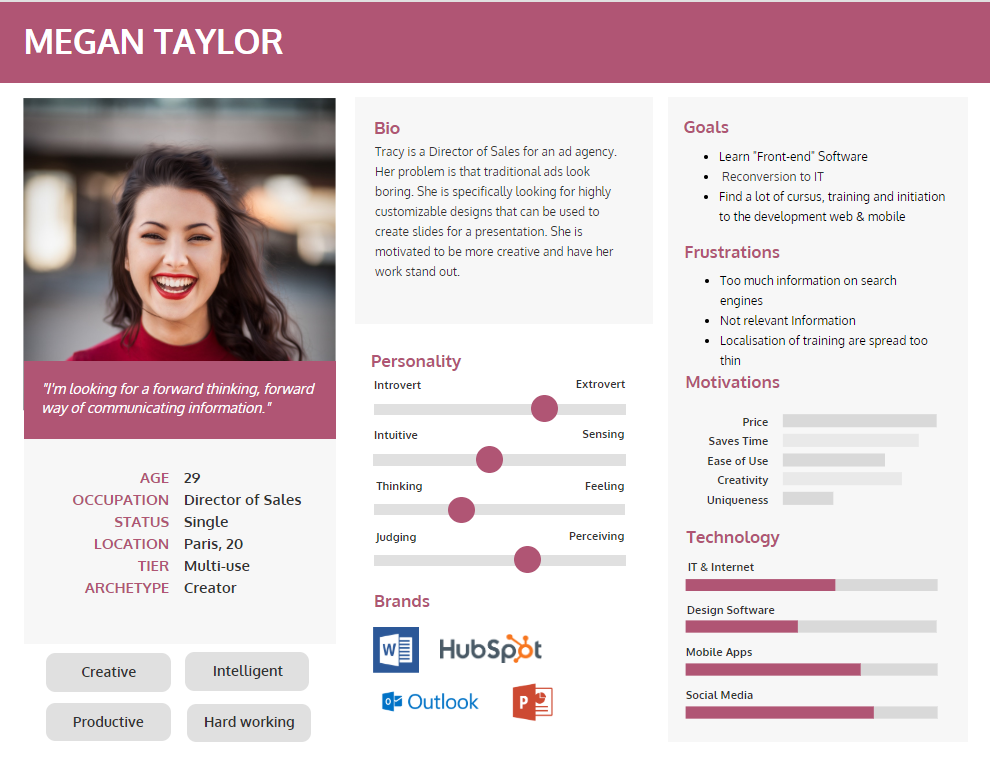 MEGAN TAYLOR
"I'm looking for a forward thinking, forward
way of communicating information."
AGE 29
OCCUPATION Director of Sales
STATUS Single
LOCATION Paris, 20
TIER Multi-use
ARCHETYPE Creator
Creative Intelligent
Productive Hard working
Bio
Tracy is a Director of Sales for an ad agency.
Her problem is that traditional ads look
boring. She is specifically looking for highly
customizable designs that can be used to
create slides for a presentation. She is
motivated to be more creative and have her
work stand out.
Personality
Introvert Extrovert
Intuitive Sensing
Thinking Feeling
Judging Perceiving
Brands
W HubSpot
O Outlook P
Goals
• Learn "Front-end" Software
• Reconversion to IT
• Find a lot of cursus, training and initiation
to the development web & mobile
Frustrations
• Too much information on search
engines
• Not relevant Information
• Localisation of training are spread too
thin
Motivations
Price
Saves Time
Ease of Use
Creativity
Uniqueness
Technology
IT & Internet
Design Software
Mobile Apps
Social Media